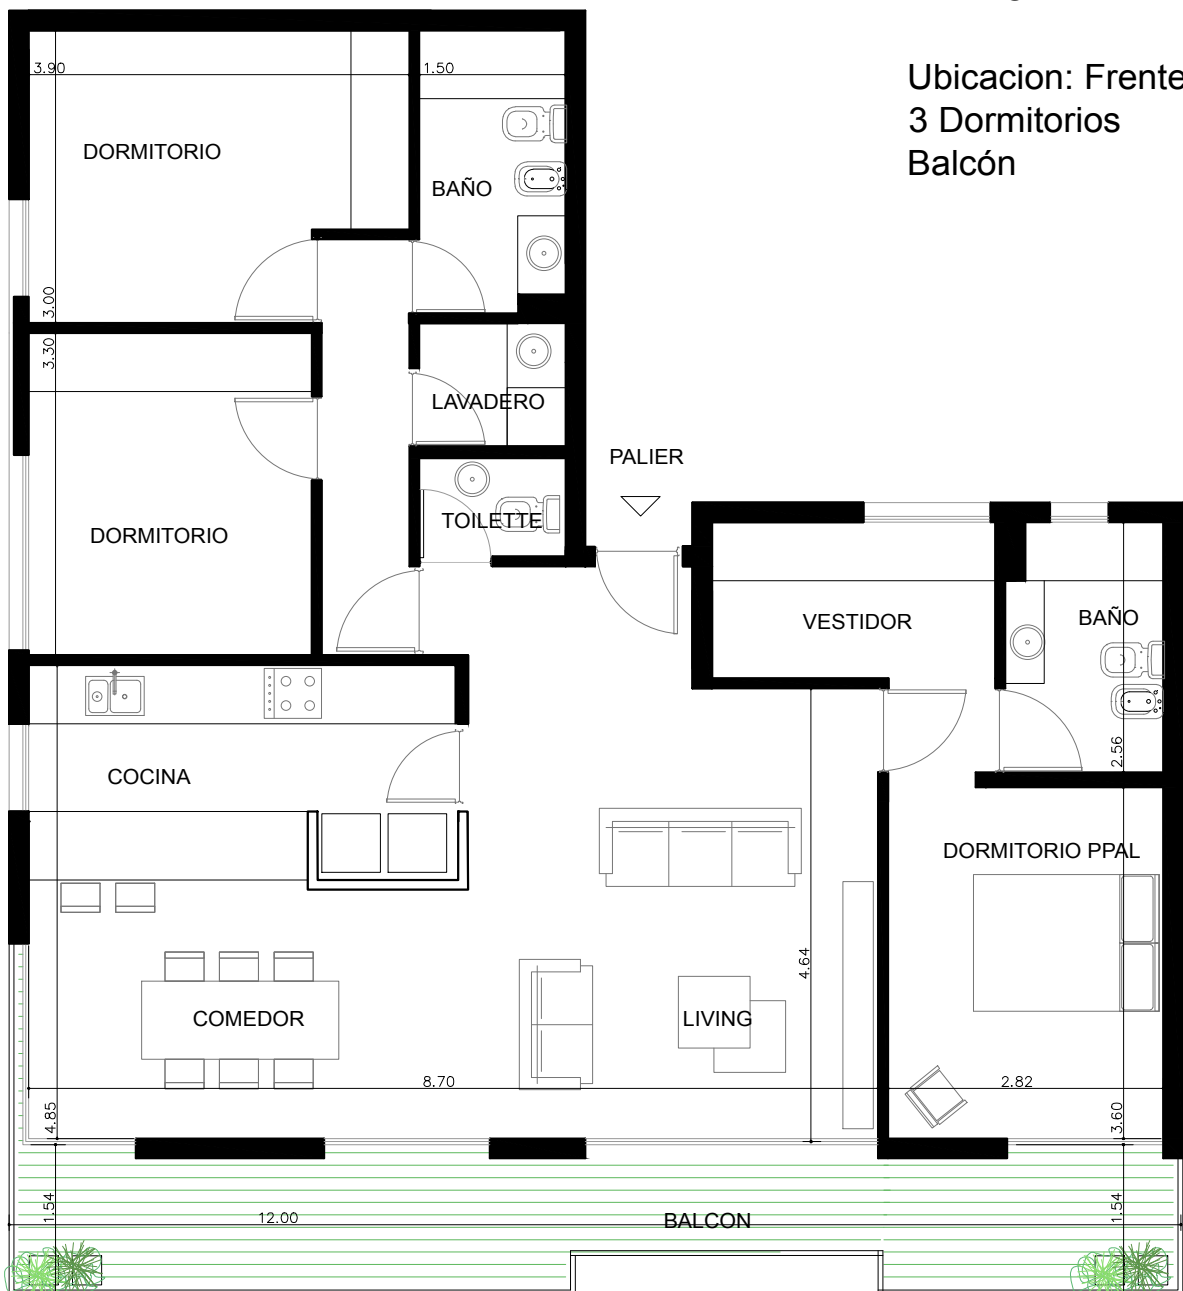 Ubicacion: Frente
3 Dormitorios
Balcón
3.90
1.50
DORMITORIO
BAÑO
3.00
3.30
LAVADERO
PALIER
TOILETTE
DORMITORIO
VESTIDOR
BAÑO
2.56
COCINA
DORMITORIO PPAL
4.64
COMEDOR
LIVING
8.70
2.82
4.85
3.60
1.54
12.00
BALCON
1.54